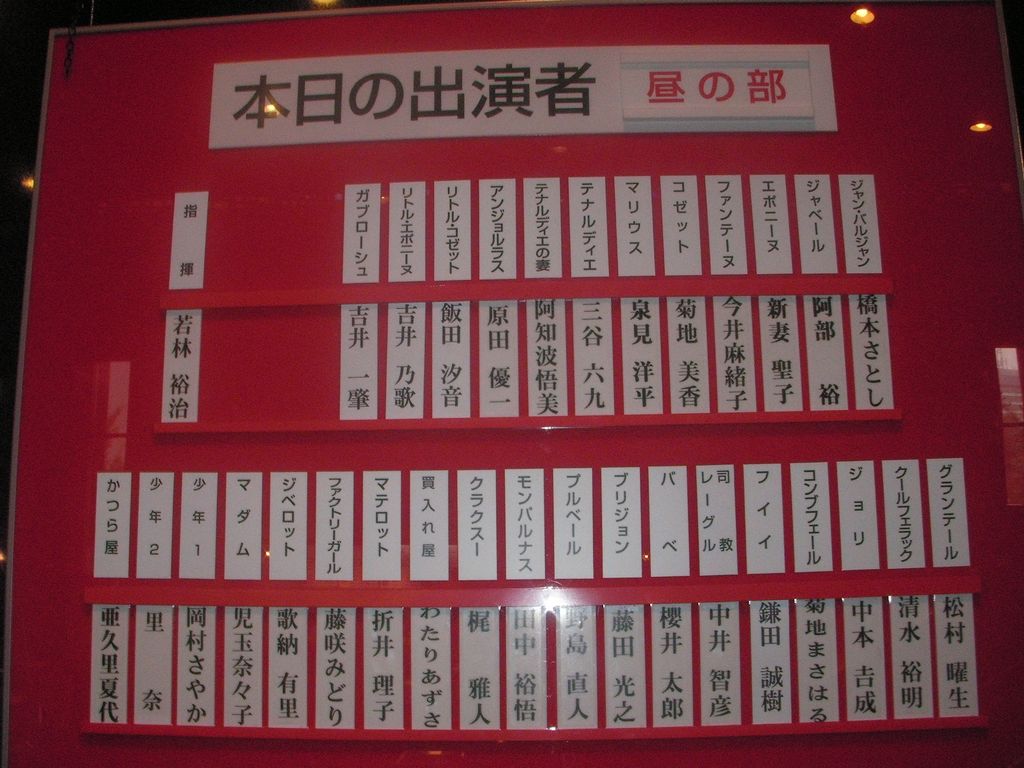 本日の出演者 昼の部
ジャン・バルジャン 橋本さとし
ジャベール 阿部 裕
エポニーヌ 新妻 聖子
ファンテーヌ 今井麻緒子
コゼット 菊地 美香
マリウス 泉見 洋平
テナルディエ 三谷 六九
テナルディエの妻 阿知波悟美
アンジョルラス 原田 優一
リトル・コゼット 飯田 汐音
リトル・エポニーヌ 吉井 乃歌
ガブローシュ 吉井 一肇
指揮 若林 裕治
グランテール 松村 曜生
クールフェラック 清水 裕明
ジョリ 中本 吉成
コンブフェール 菊地まさはる
フイイ 鎌田 誠樹
司教 レーグル 中井 智彦
バベ 櫻井 太郎
ブリジョン 藤田 光之
プルベール 野島 直人
モンパルナス 田中 裕悟
クラクスー 梶 雅人
買入れ屋 わたりあずさ
マテロット 折井 理子
ファクトリーガール 藤咲みどり
ジベロット 歌納 有里
マダム 児玉奈々子
少年1 岡村さやか
少年2 里 奈
かつら屋 亜久里夏代